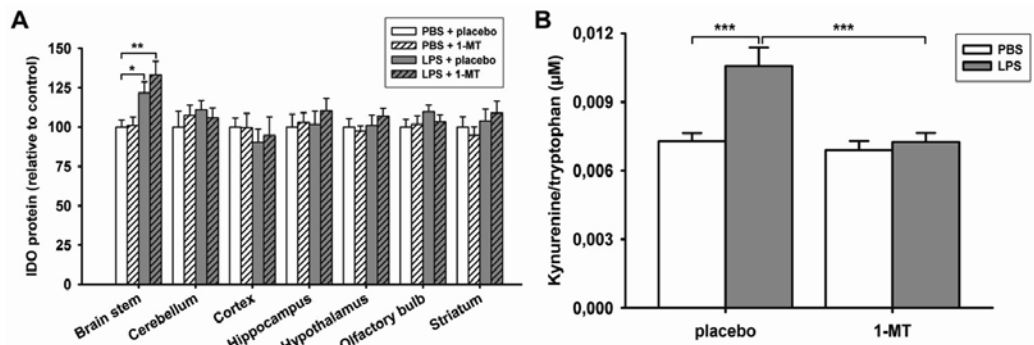 A
IDO protein (relative to control)
150
125
100
75
50
25
0
* 
**
PBS + placebo
PBS + 1-MT
LPS + placebo
LPS + 1-MT
Brain stem
Cerebellum
Cortex
Hippocampus
Hypothalamus
Olfactory bulb
Striatum
B
Kynurenine/tryptophan (µM)
0,012
0,009
0,006
0,003
0,000
***
***
PBS
LPS
placebo
1-MT